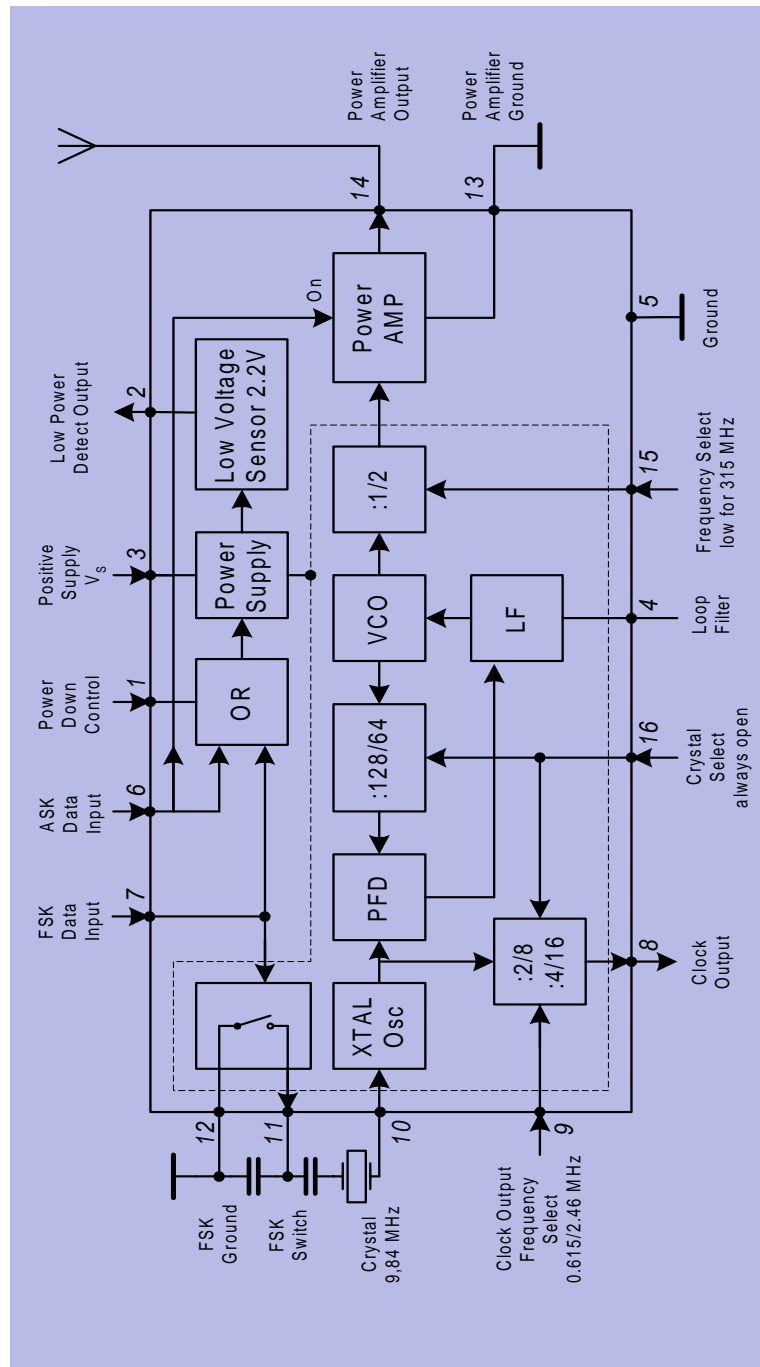 FSK
Data
Input
7
ASK
Data
Input
6
Power
Down
Control
1
Positive
Supply
VS
3
Low Power
Detect Output
2
FSK
Ground
12
FSK
Switch
11
Crystal
9,84 MHz
10
Clock Output
Frequency
Select
0.615/2.46 MHz
9
OR
Power
Supply
Low Voltage
Sensor 2.2V
On
XTAL
Osc
PFD
:128/64
VCO
:1/2
Power
AMP
:2/8
:4/16
LF
14
Power
Amplifier
Output
13
Power
Amplifier
Ground
8
Clock
Output
16
Crystal
Select
always open
4
Loop
Filter
15
Frequency Select
low for 315 MHz
5
Ground